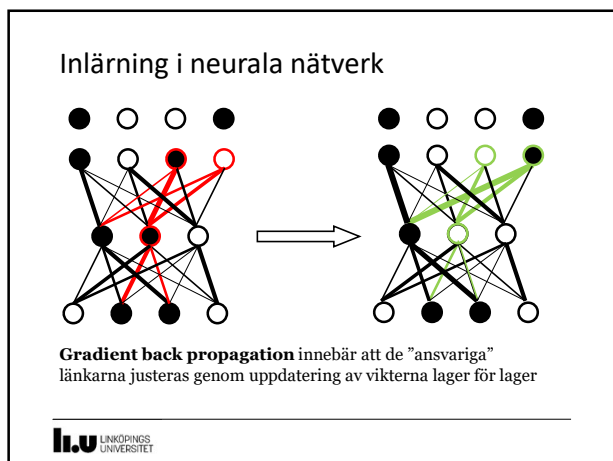 Inlärning i neurala nätverk
Gradient back propagation innebär att de ”ansvariga”
länkarna justeras genom uppdatering av vikterna lager för lager
li.u LINKÖPINGS
UNIVERSITET